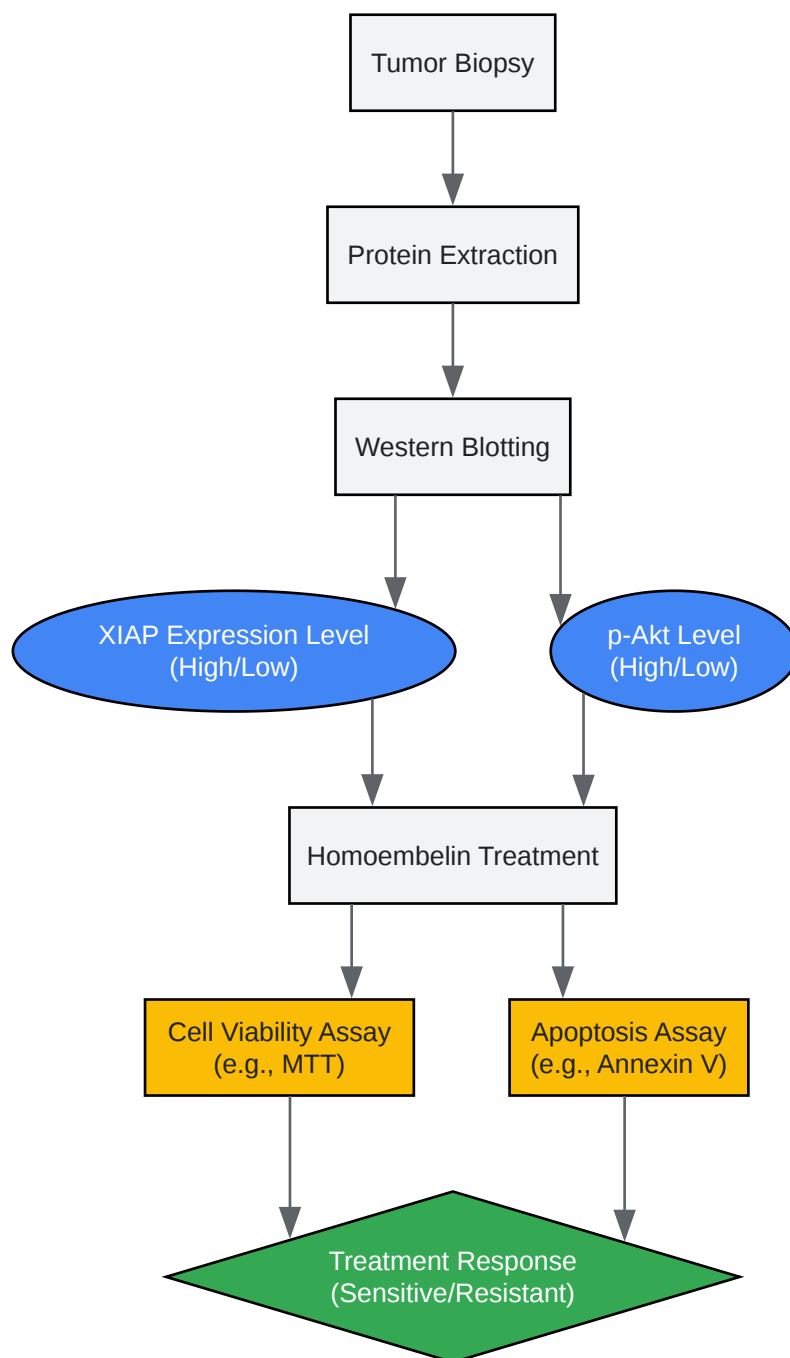 Tumor Biopsy
Protein Extraction
Western Blotting
XIAP Expression Level
(High/Low)
p-Akt Level
(High/Low)
Homoembelin Treatment
Cell Viability Assay
(e.g., MTT)
Apoptosis Assay
(e.g., Annexin V)
Treatment Response
(Sensitive/Resistant)